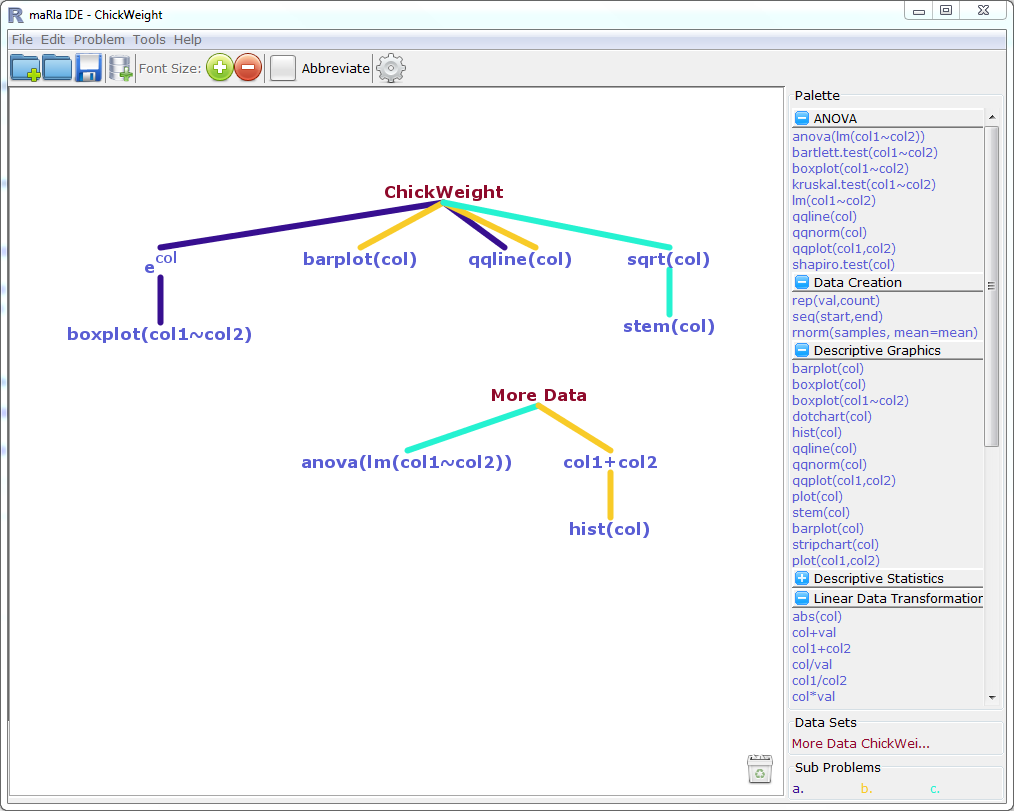 maRla IDE - ChickWeight
File Edit Problem Tools Help
Font Size: Abbreviate
ChickWeight
e^col barplot(col) qqline(col) sqrt(col)
boxplot(col1~col2) stem(col)
More Data
anova(lm(col1~col2)) col1+col2
hist(col)
Palette
ANOVA
anova(lm(col1~col2))
bartlett.test(col1~col2)
boxplot(col1~col2)
kruskal.test(col1~col2)
lm(col1~col2)
qqline(col)
qqnorm(col)
qqplot(col1,col2)
shapiro.test(col)
Data Creation
rep(val,count)
seq(start,end)
rnorm(samples, mean=mean)
Descriptive Graphics
barplot(col)
boxplot(col)
boxplot(col1~col2)
dotchart(col)
hist(col)
qqline(col)
qqnorm(col)
qqplot(col1,col2)
plot(col)
stem(col)
barplot(col)
stripchart(col)
plot(col1,col2)
Descriptive Statistics
Linear Data Transformation
abs(col)
col+val
col1+col2
col/val
col1/col2
col*val
Data Sets
More Data ChickWei...
Sub Problems
a. b. c.